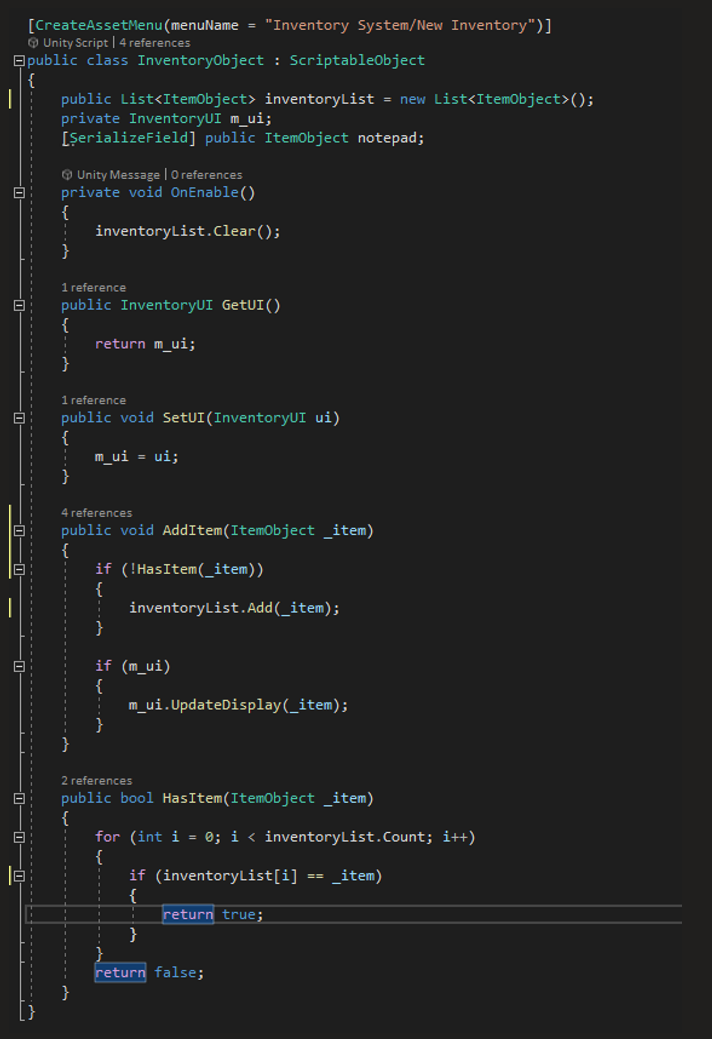 [CreateAssetMenu(menuName = "Inventory System/New Inventory")]
Unity Script | 4 references
public class InventoryObject : ScriptableObject
{
public List<ItemObject> inventoryList = new List<ItemObject>();
private InventoryUI m_ui;
[SerializeField] public ItemObject notepad;
Unity Message | 0 references
private void OnEnable()
{
inventoryList.Clear();
}
1 reference
public InventoryUI GetUI()
{
return m_ui;
}
1 reference
public void SetUI(InventoryUI ui)
{
m_ui = ui;
}
4 references
public void AddItem(ItemObject _item)
{
if (!HasItem(_item))
{
inventoryList.Add(_item);
}
if (m_ui)
{
m_ui.UpdateDisplay(_item);
}
}
2 references
public bool HasItem(ItemObject _item)
{
for (int i = 0; i < inventoryList.Count; i++)
{
if (inventoryList[i] == _item)
{
return true;
}
}
return false;
}
}